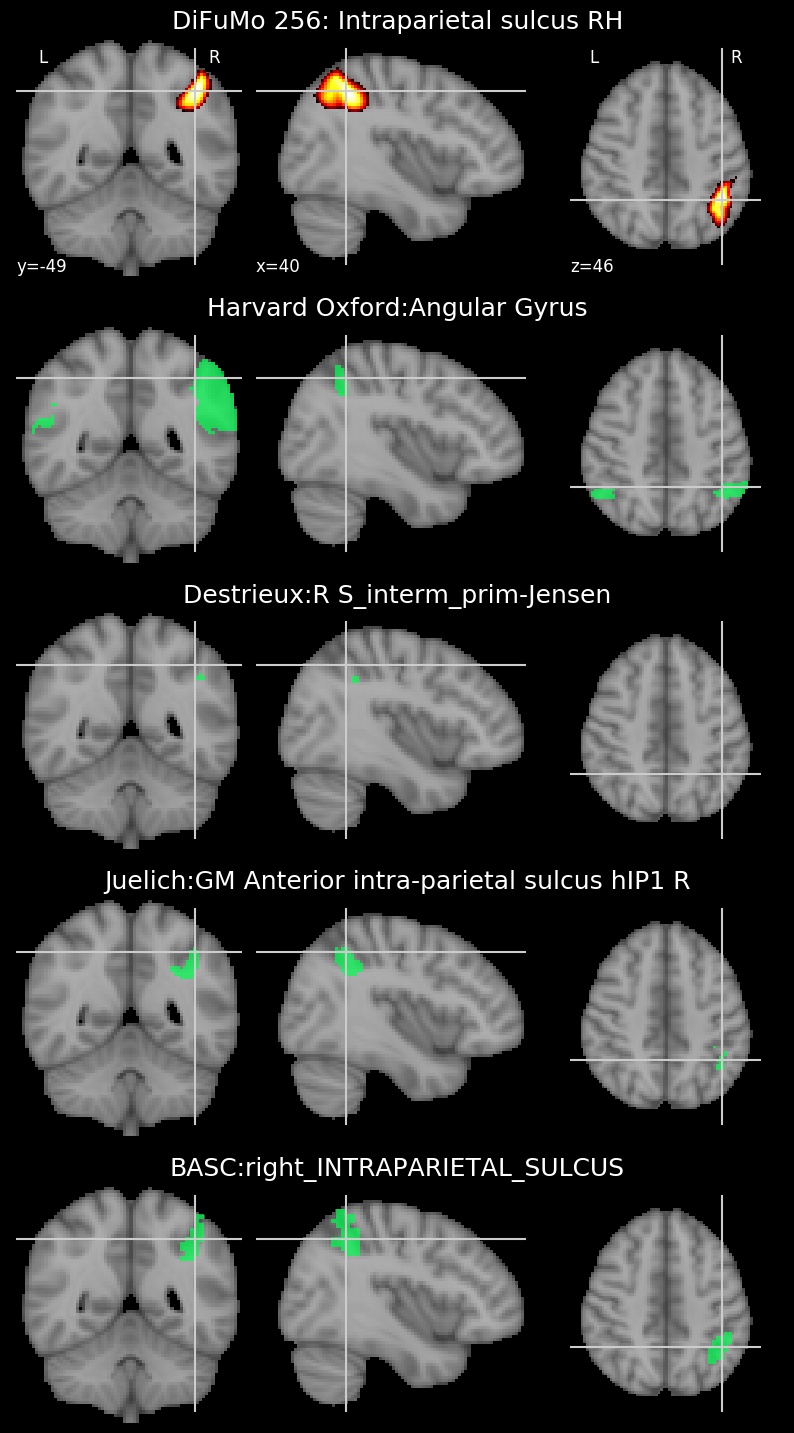 DiFuMo 256: Intraparietal sulcus RH
L R L R
y=-49 x=40 z=46
Harvard Oxford:Angular Gyrus
Destrieux:R S_interm_prim-Jensen
Juelich:GM Anterior intra-parietal sulcus hIP1 R
BASC:right_INTRAPARIETAL_SULCUS